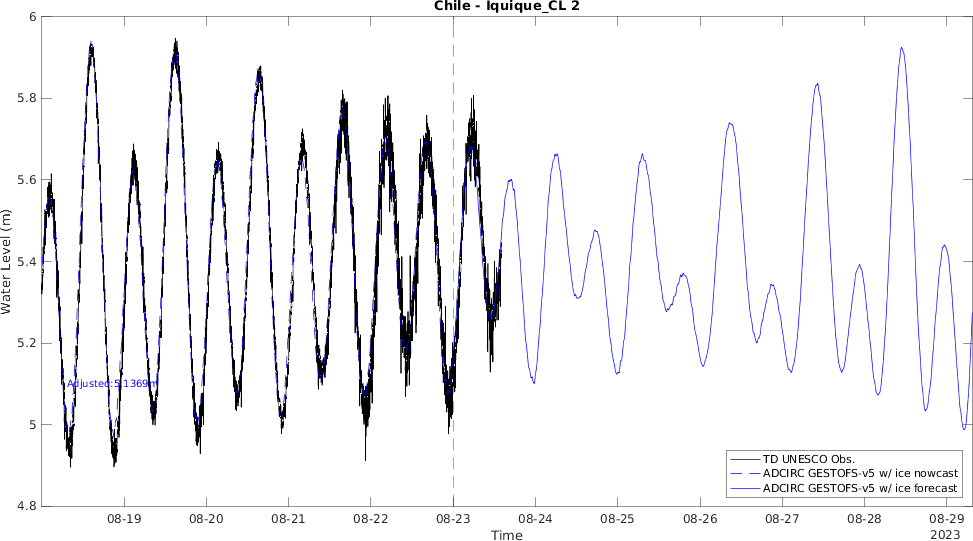 Chile - Iquique_CL 2
6
5.8
5.6
5.4
5.2
5
4.8
Water Level (m)
Adjusted:5.1369m
TD UNESCO Obs.
ADCIRC GESTOFS-v5 w/ ice nowcast
ADCIRC GESTOFS-v5 w/ ice forecast
08-19 08-20 08-21 08-22 08-23 08-24 08-25 08-26 08-27 08-28 08-29
2023
Time